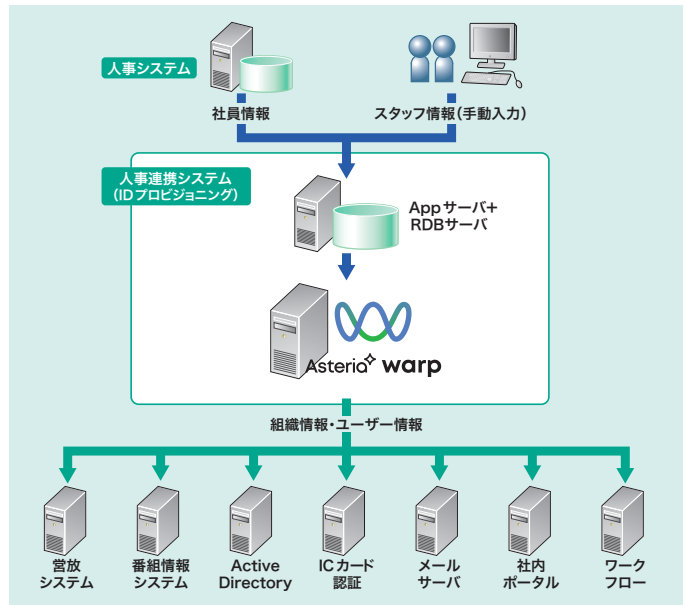 人事システム
社員情報
スタッフ情報(手動入力)
人事連携システム
(IDプロビジョニング)
Appサーバ+
RDBサーバ
Asteria warp
組織情報・ユーザー情報
営放
システム
番組情報
システム
Active
Directory
ICカード
認証
メール
サーバ
社内
ポータル
ワーク
フロー